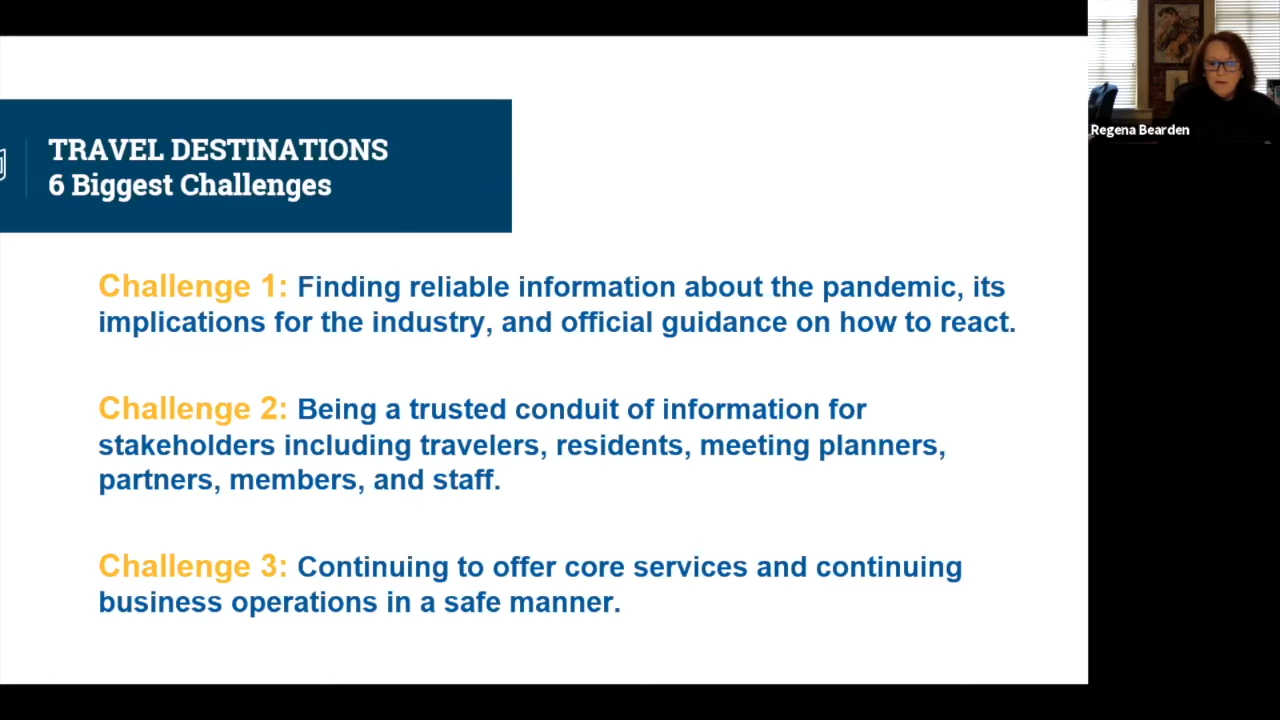 TRAVEL DESTINATIONS
6 Biggest Challenges
Challenge 1: Finding reliable information about the pandemic, its
implications for the industry, and official guidance on how to react.
Challenge 2: Being a trusted conduit of information for
stakeholders including travelers, residents, meeting planners,
partners, members, and staff.
Challenge 3: Continuing to offer core services and continuing
business operations in a safe manner.
Regena Bearden